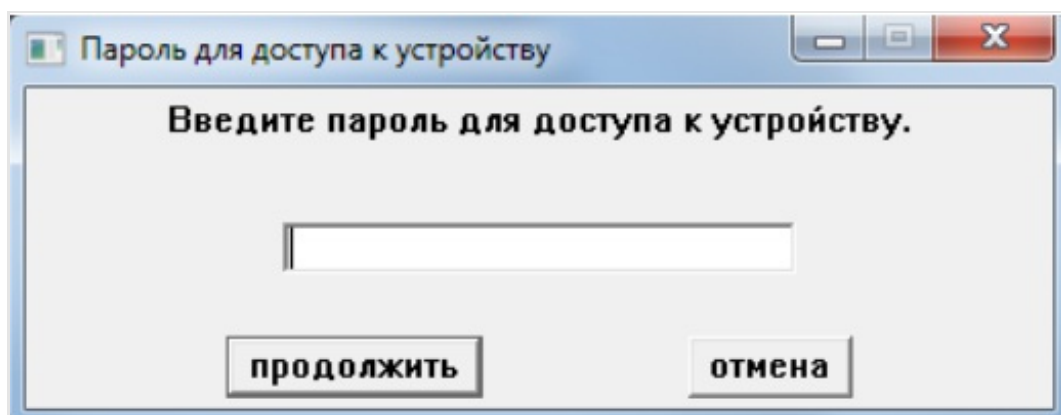 Пароль для доступа к устройству
Введите пароль для доступа к устройству.
продолжить
отмена